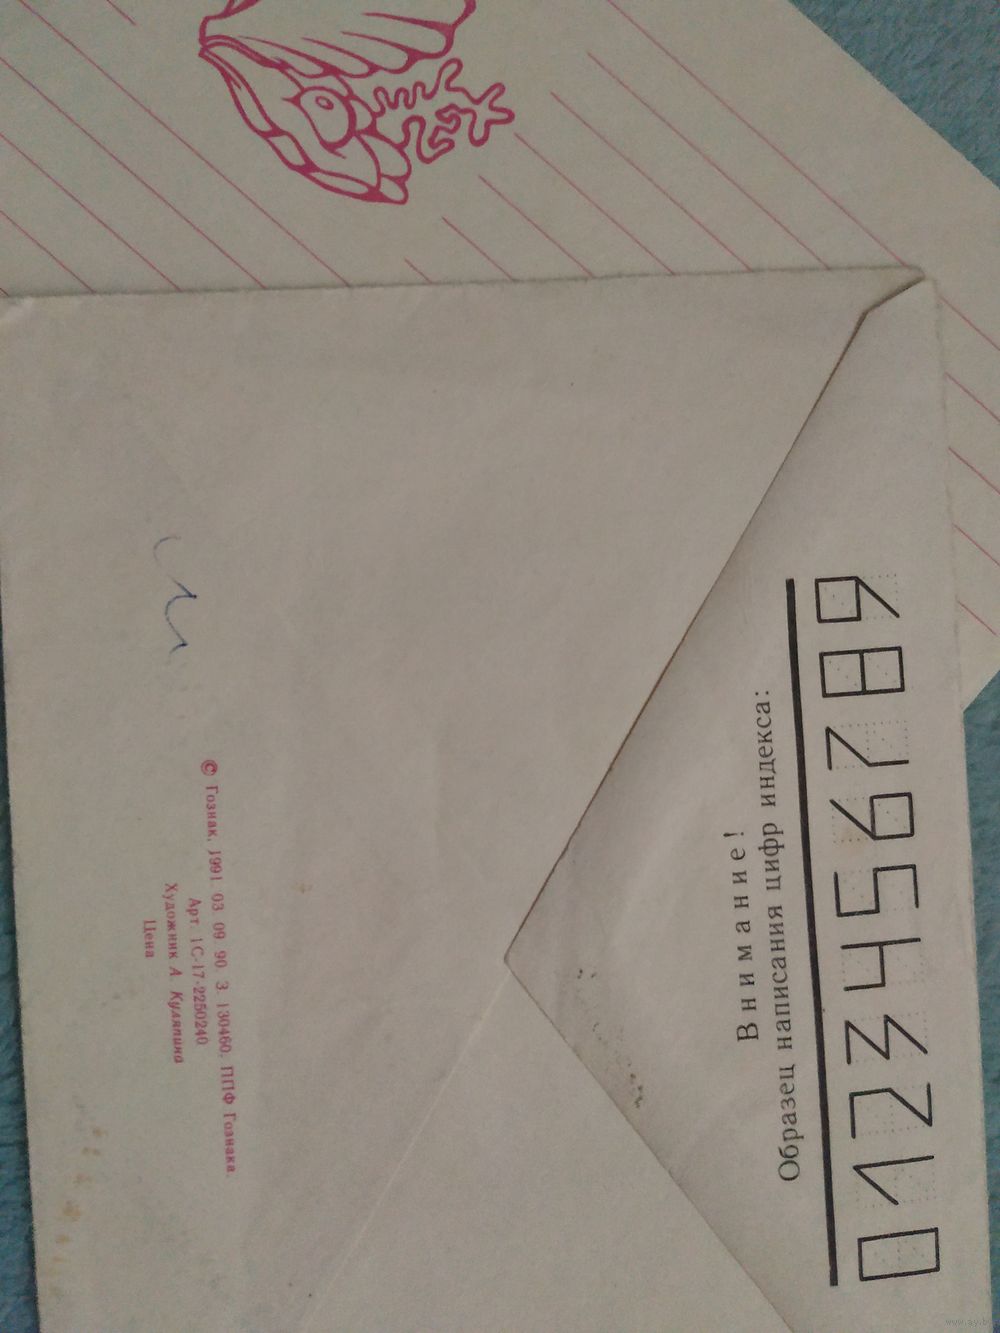 Внимание!
Образец написания цифр индекса:
0123456789
© Гознак, 1991. 03 09 90. З. 130460. ППФ Гознака.
Арт. 1С-17-2250240
Художник А Куляпина
Цена